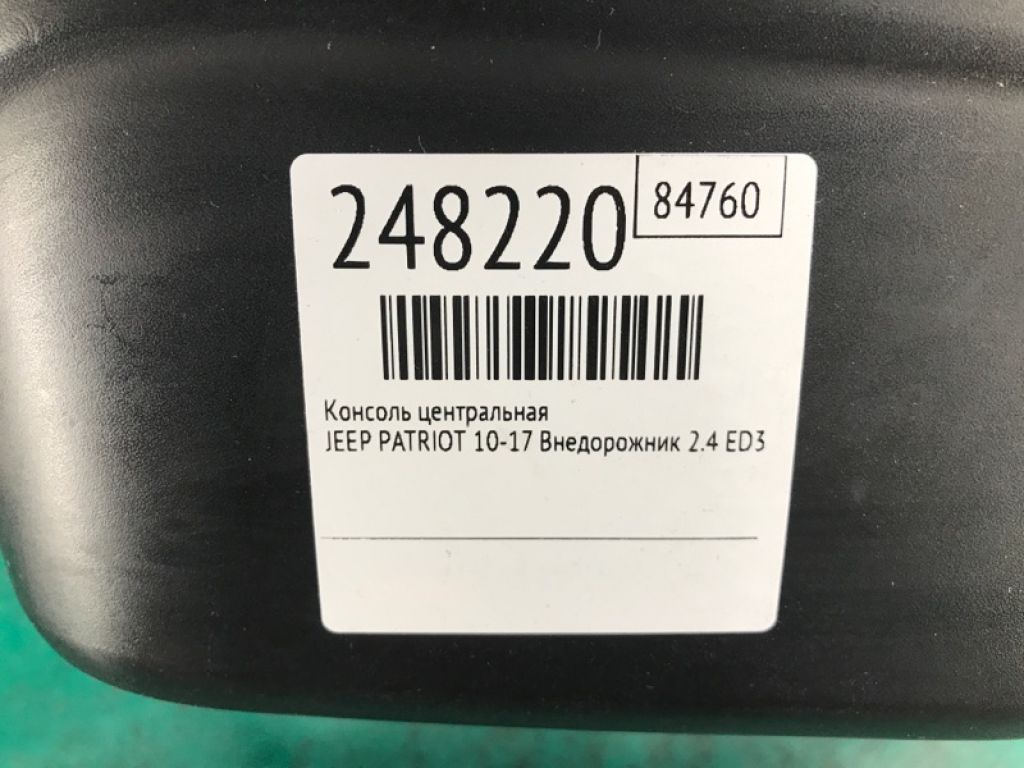 248220
84760
Консоль центральная
JEEP PATRIOT 10-17 Внедорожник 2.4 ED3